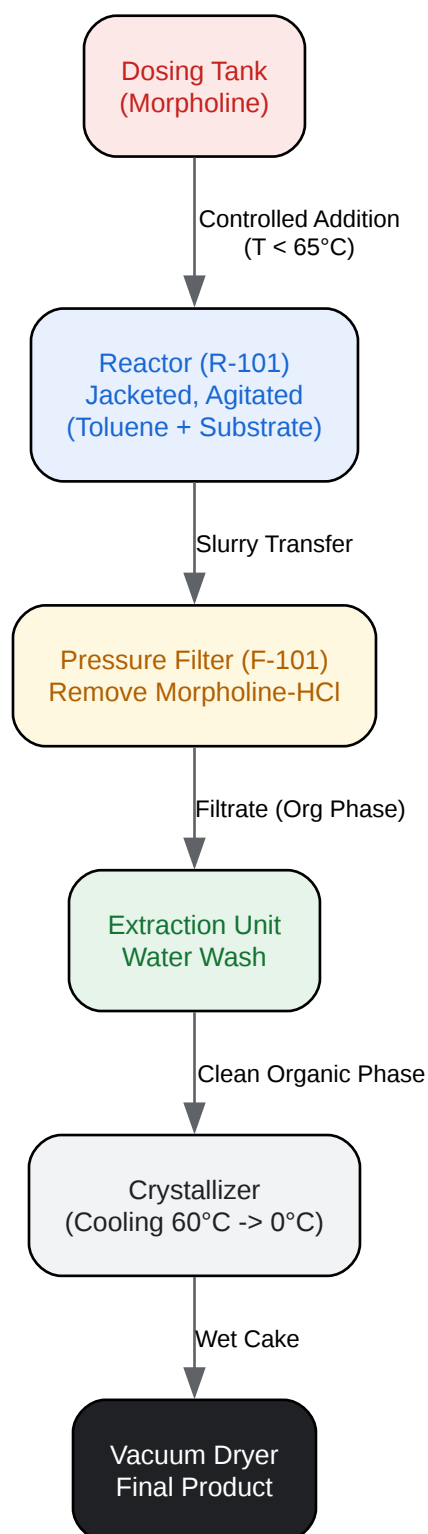 Dosing Tank
(Morpholine)
Controlled Addition
(T < 65°C)
Reactor (R-101)
Jacketed, Agitated
(Toluene + Substrate)
Slurry Transfer
Pressure Filter (F-101)
Remove Morpholine-HCl
Filtrate (Org Phase)
Extraction Unit
Water Wash
Clean Organic Phase
Crystallizer
(Cooling 60°C -> 0°C)
Wet Cake
Vacuum Dryer
Final Product